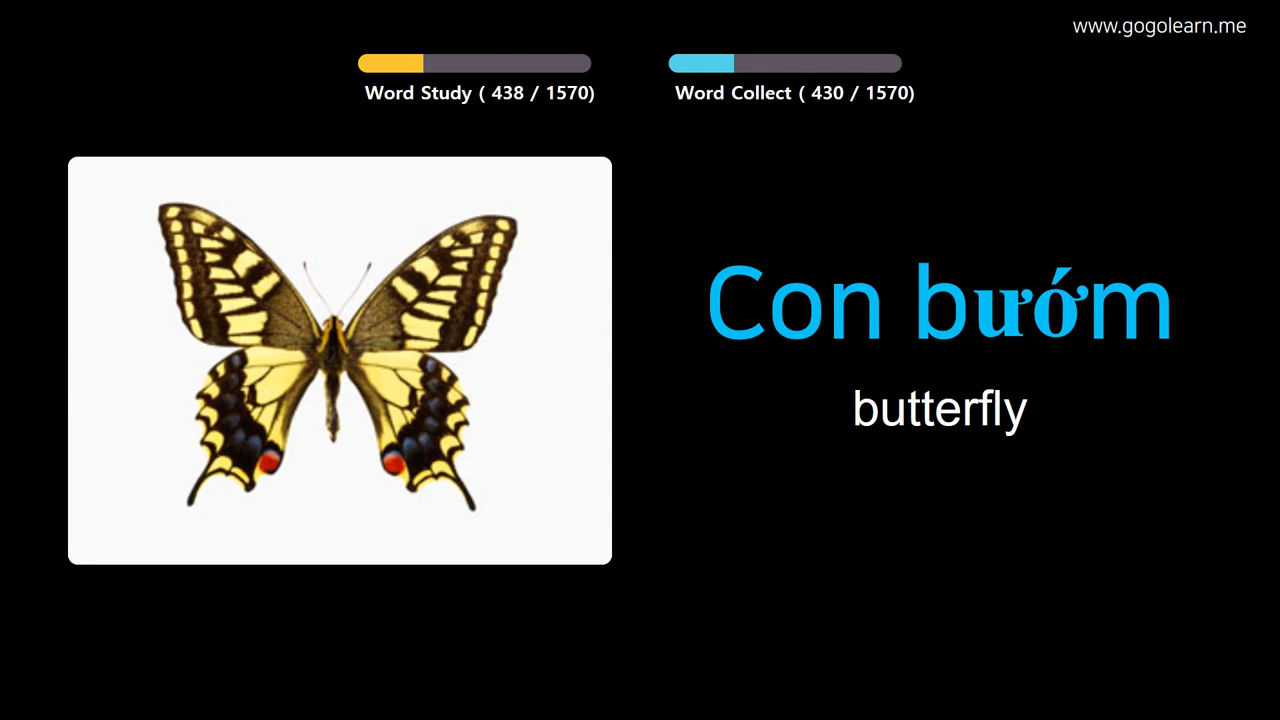 www.gogolearn.me
Word Study ( 438 / 1570)
Word Collect ( 430 / 1570)
Con bướm
butterfly